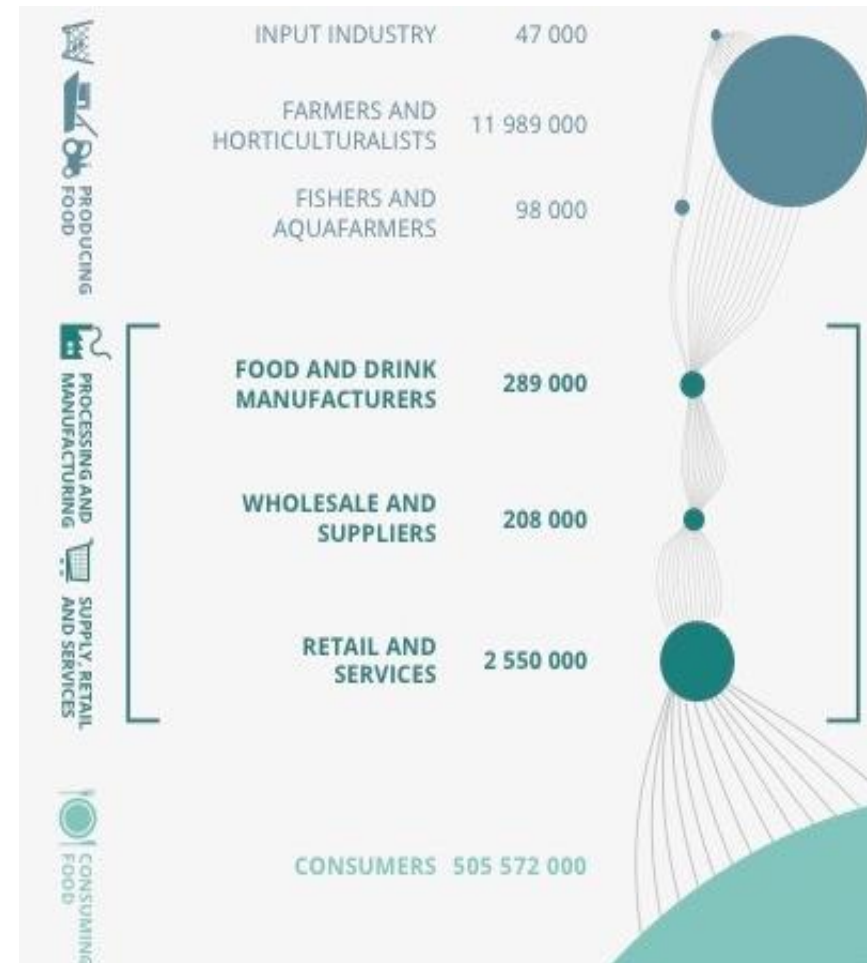 INPUT INDUSTRY 47 000
FARMERS AND
HORTICULTURALISTS 11 989 000
FISHERS AND
AQUAFARMERS 98 000
PRODUCING
FOOD
FOOD AND DRINK
MANUFACTURERS 289 000
PROCESSING AND
MANUFACTURING
WHOLESALE AND
SUPPLIERS 208 000
RETAIL AND
SERVICES 2 550 000
SUPPLY, RETAIL
AND SERVICES
CONSUMERS 505 572 000
CONSUMING
FOOD